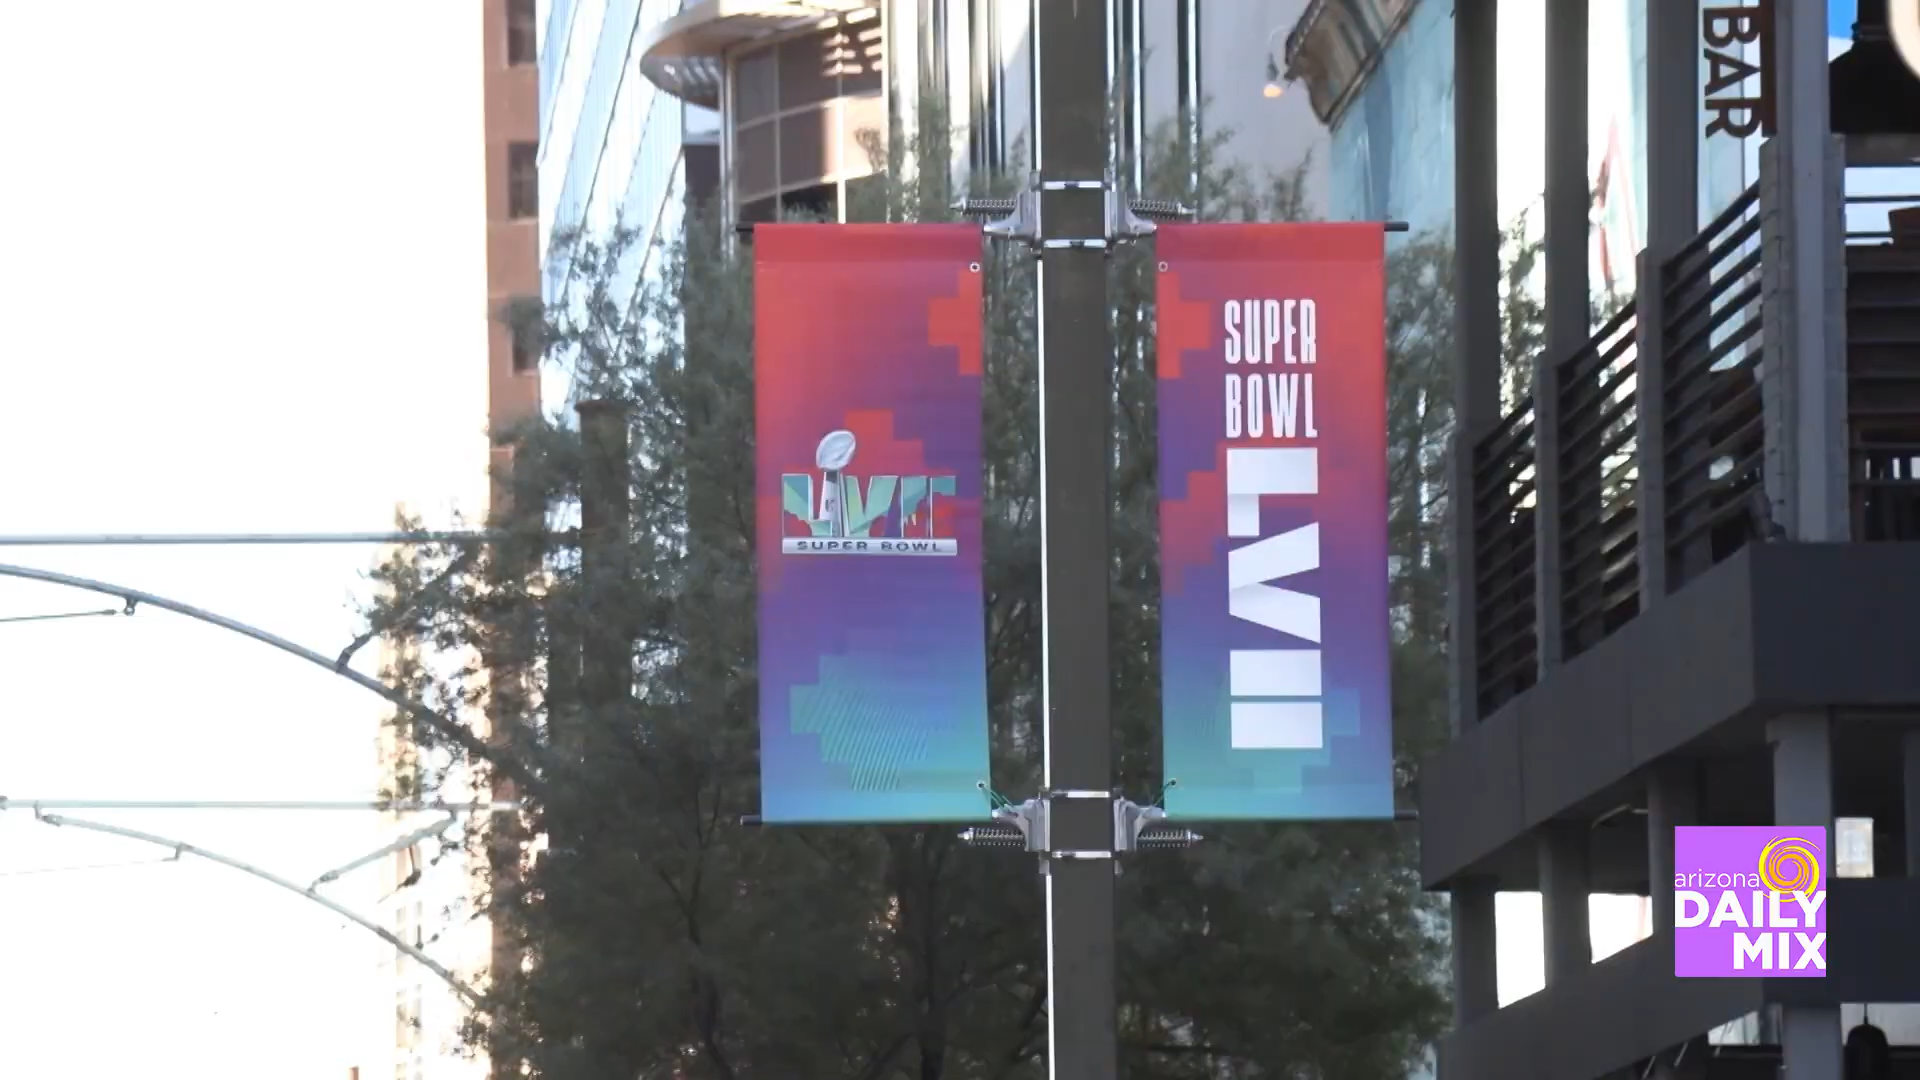 BAR
LVII
SUPER BOWL
SUPER
BOWL
LVII
arizona
DAILY
MIX